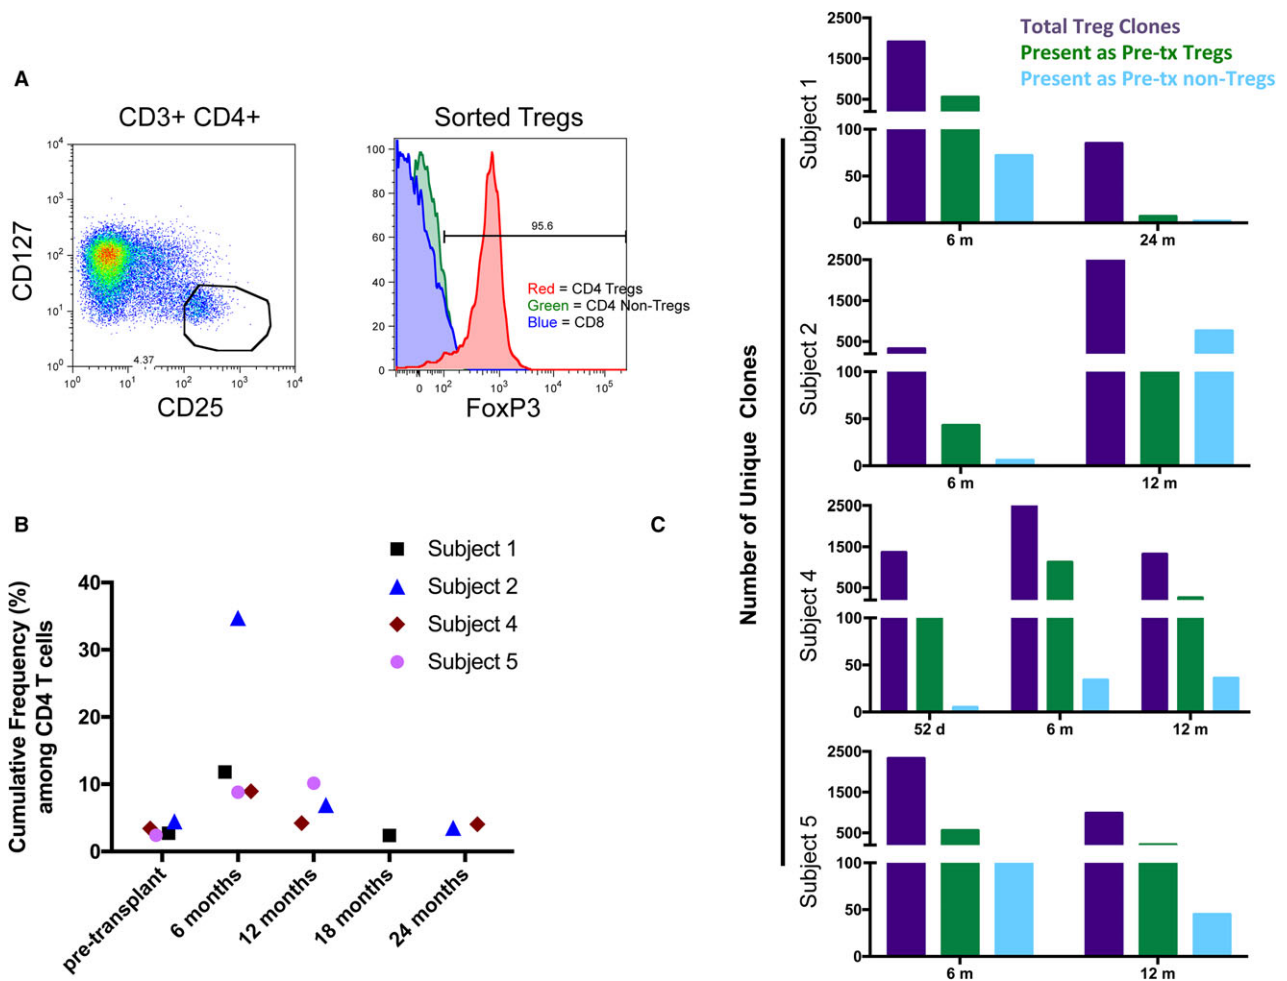 A
CD3+ CD4+
10⁴
10³
10²
10¹
10⁰
CD127
4.37
10⁰ 10¹ 10² 10³ 10⁴
CD25
Sorted Tregs
100
80
60
40
20
0
95.6
Red = CD4 Tregs
Green = CD4 Non-Tregs
Blue = CD8
0 10² 10³ 10⁴ 10⁵
FoxP3
B
Subject 1
Subject 2
Subject 4
Subject 5
Cumulative Frequency (%)
among CD4 T cells
40
30
20
10
0
pre-transplant
6 months
12 months
18 months
24 months
C
Number of Unique Clones
Total Treg Clones
Present as Pre-tx Tregs
Present as Pre-tx non-Tregs
Subject 1
2500
1500
500
100
50
0
6 m 24 m
Subject 2
2500
1500
500
100
50
0
6 m 12 m
Subject 4
2500
1500
500
100
50
0
52 d 6 m 12 m
Subject 5
2500
1500
500
100
50
0
6 m 12 m